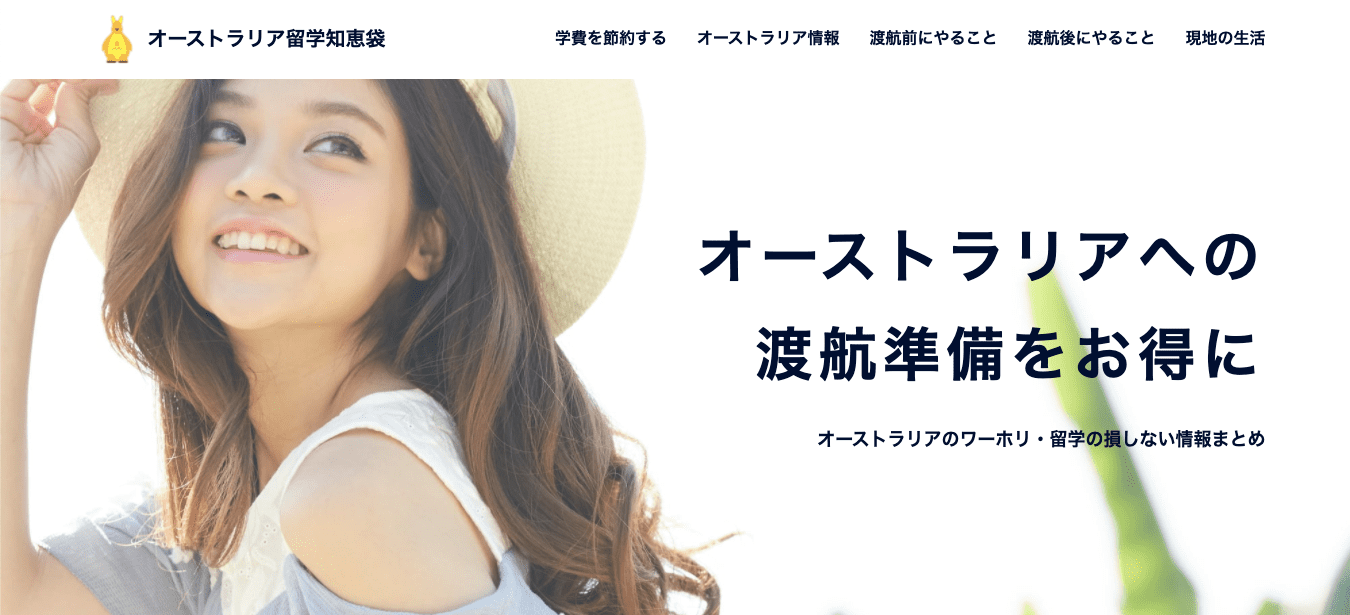 オーストラリア留学知恵袋
学費を節約する
オーストラリア情報
渡航前にやること
渡航後にやること
現地の生活
オーストラリアへの
渡航準備をお得に
オーストラリアのワーホリ・留学の損しない情報まとめ